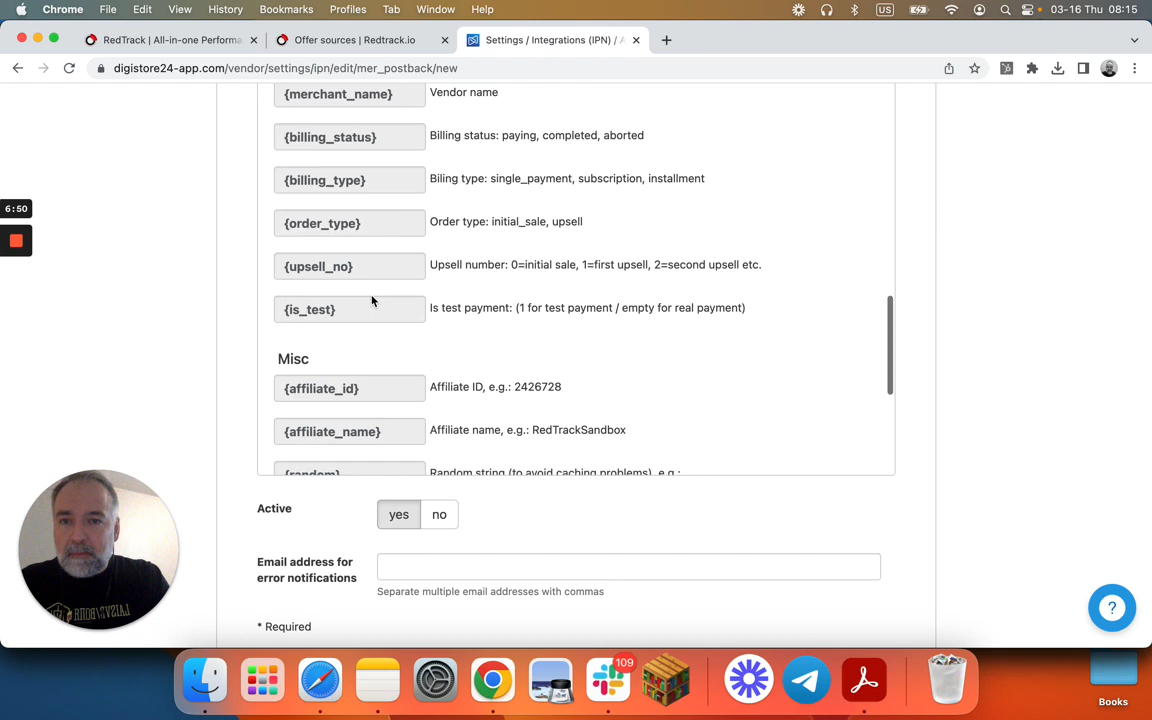 Chrome File Edit View History Bookmarks Profiles Tab Window Help US 03-16 Thu 08:15
RedTrack | All-in-one Performa Offer sources | Redtrack.io Settings / Integrations (IPN) / A
digistore24-app.com/vendor/settings/ipn/edit/mer_postback/new
{merchant_name} Vendor name
{billing_status} Billing status: paying, completed, aborted
{billing_type} Biling type: single_payment, subscription, installment
6:50
{order_type} Order type: initial_sale, upsell
{upsell_no} Upsell number: 0=initial sale, 1=first upsell, 2=second upsell etc.
{is_test} Is test payment: (1 for test payment / empty for real payment)
Misc
{affiliate_id} Affiliate ID, e.g.: 2426728
{affiliate_name} Affiliate name, e.g.: RedTrackSandbox
{random} Random string (to avoid caching problems), e.g.:
Active yes no
Email address for
error notifications
Separate multiple email addresses with commas
* Required
?
109
Books